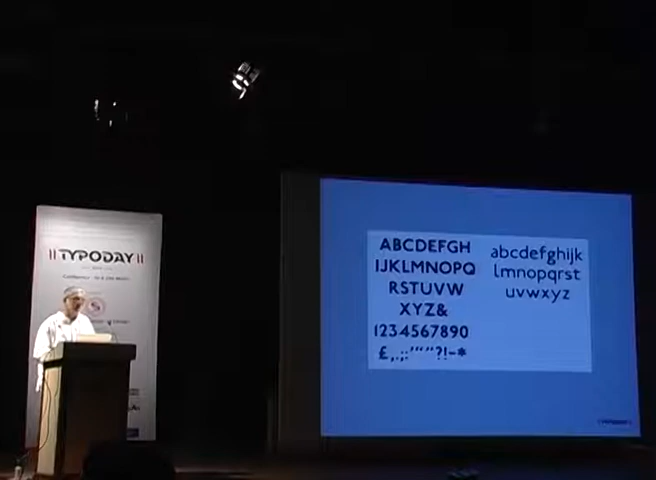 TYPODAY
ABCDEFGH
IJKLMNOPQ
RSTUVW
XYZ&
1234567890
£,.;:'"“”?!-*
abcdefghijk
lmnopqrst
uvwxyz